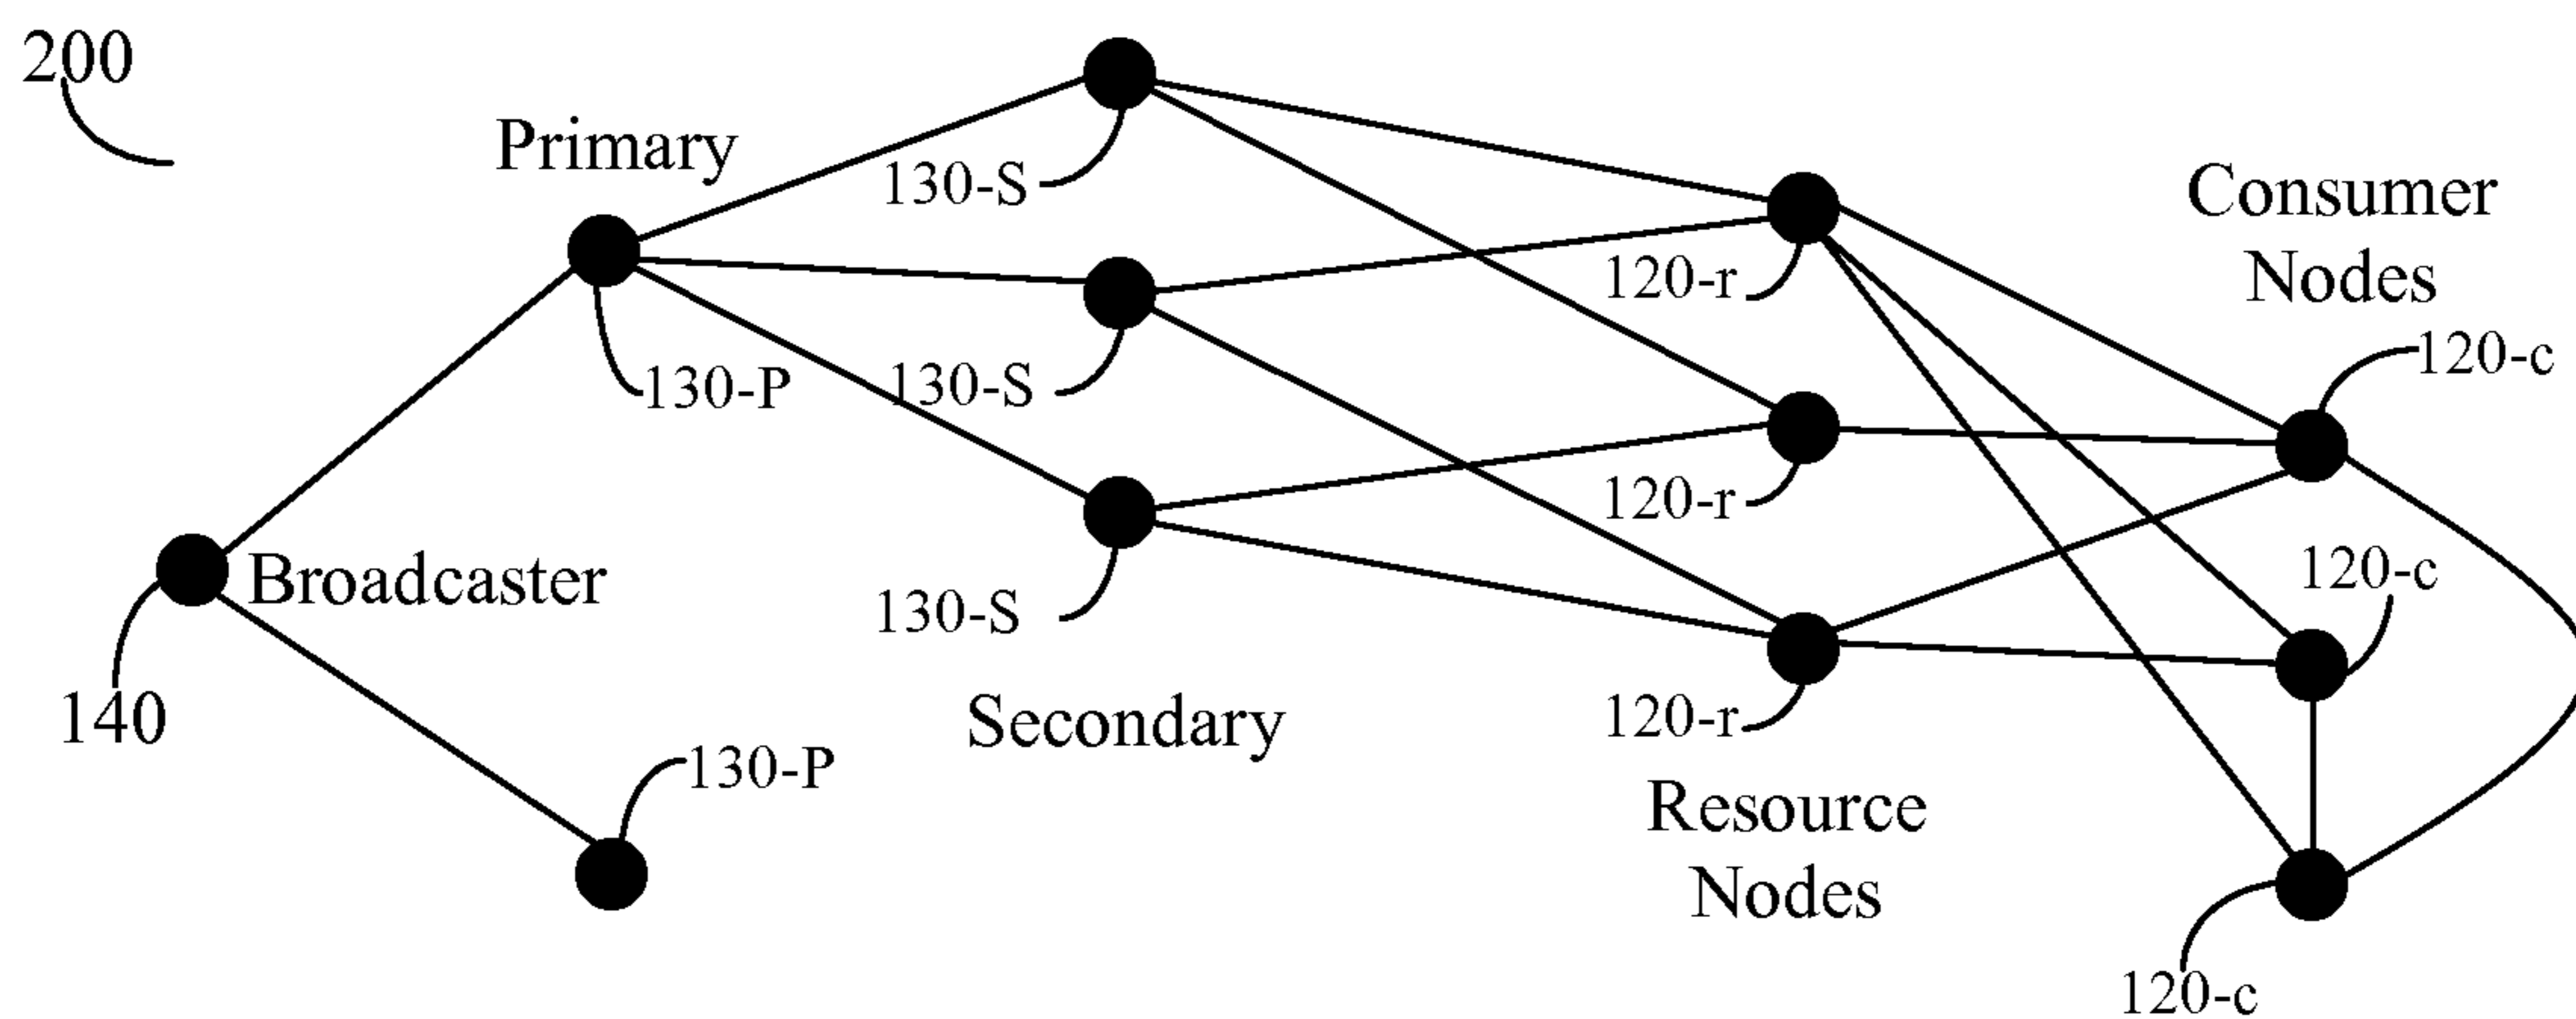 200
Primary
130-S
Consumer
Nodes
120-r
120-c
130-P
130-S
120-r
Broadcaster
120-c
130-S
140
Secondary
120-r
130-P
Resource
Nodes
120-c